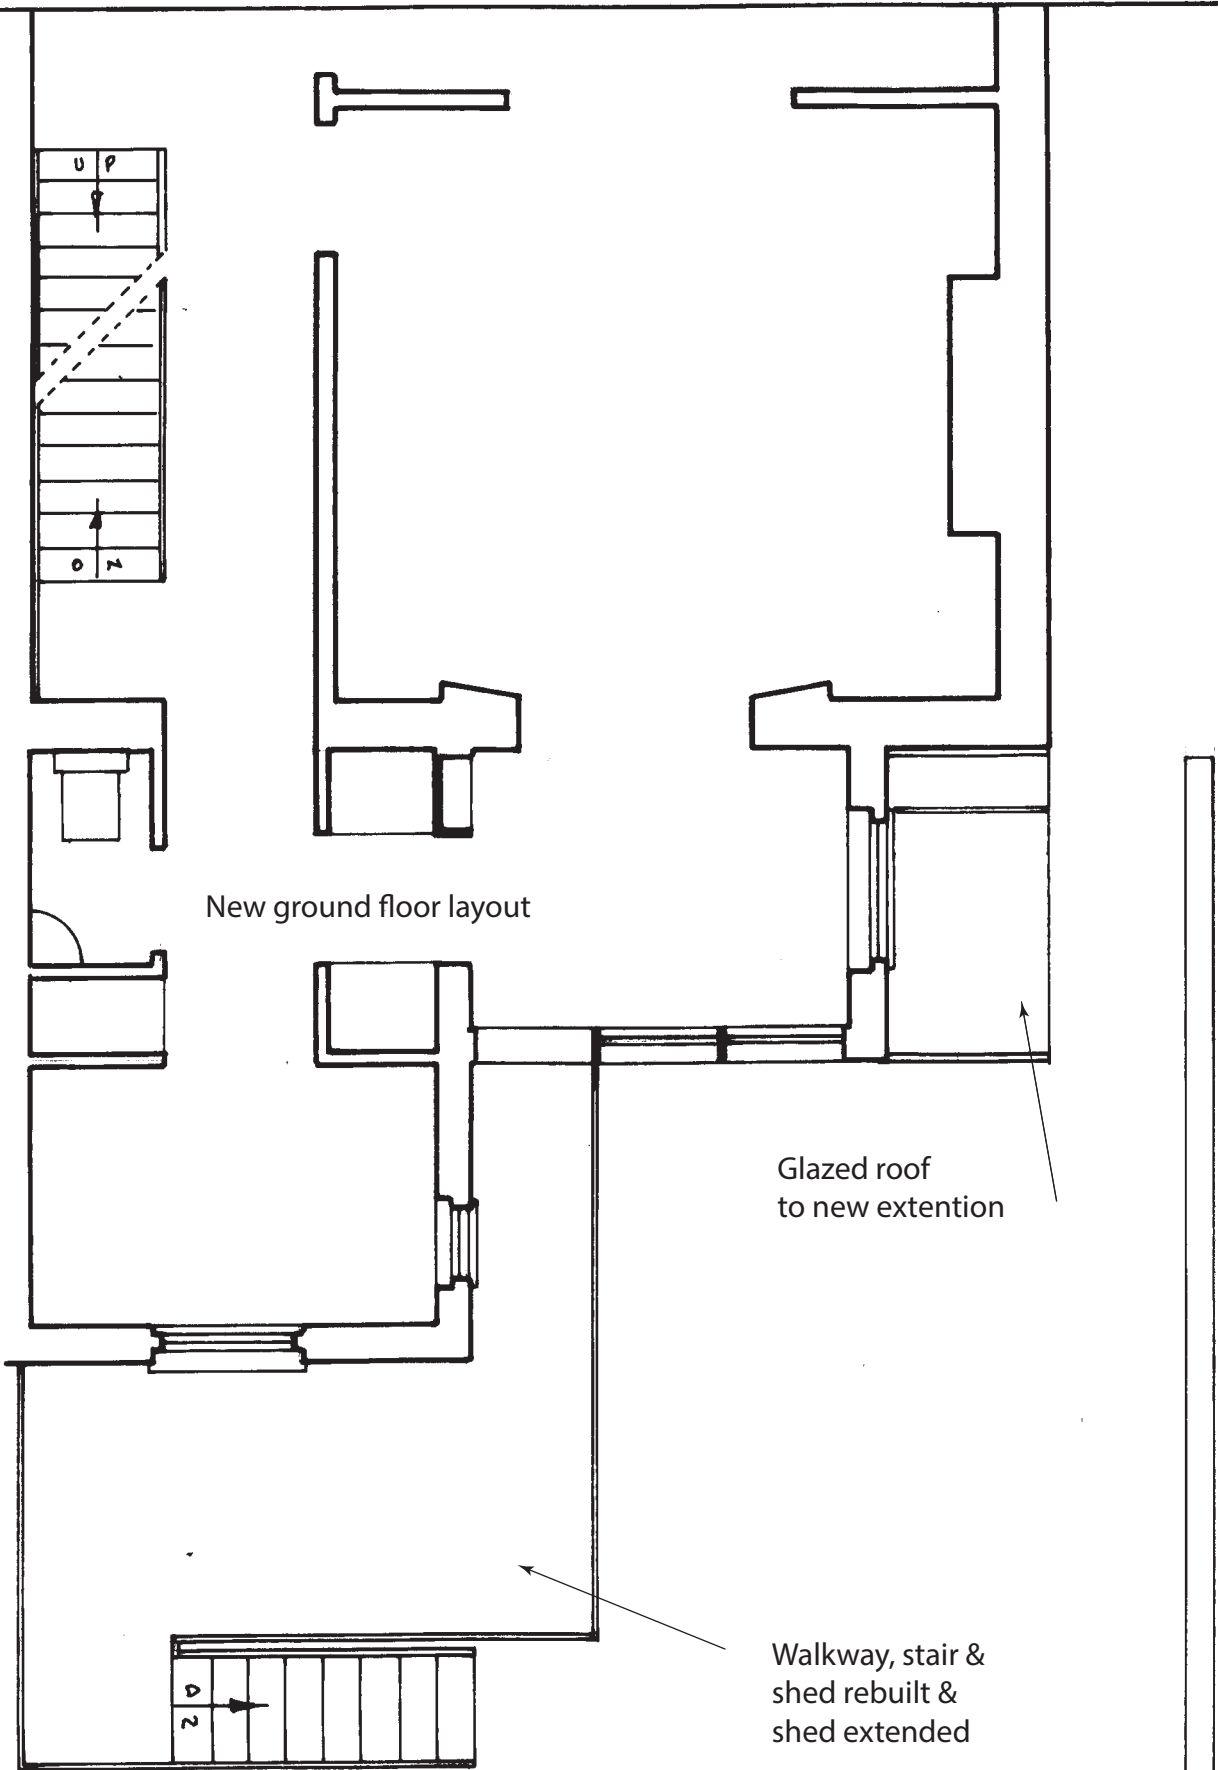 UP
DN
New ground floor layout
Glazed roof
to new extention
Walkway, stair &
shed rebuilt &
shed extended
DN